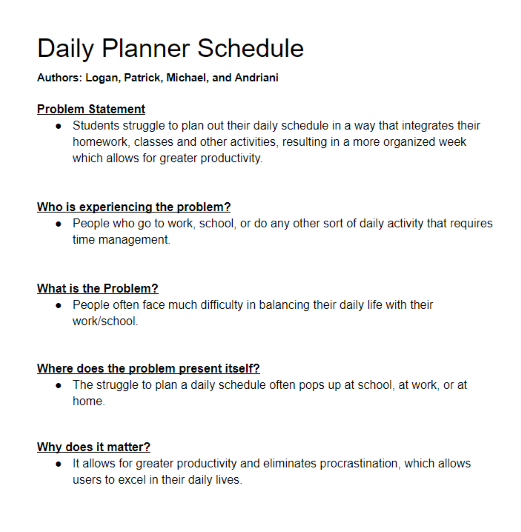 Daily Planner Schedule
Authors: Logan, Patrick, Michael, and Andriani
Problem Statement
● Students struggle to plan out their daily schedule in a way that integrates their
homework, classes and other activities, resulting in a more organized week
which allows for greater productivity.
Who is experiencing the problem?
● People who go to work, school, or do any other sort of daily activity that requires
time management.
What is the Problem?
● People often face much difficulty in balancing their daily life with their
work/school.
Where does the problem present itself?
● The struggle to plan a daily schedule often pops up at school, at work, or at
home.
Why does it matter?
● It allows for greater productivity and eliminates procrastination, which allows
users to excel in their daily lives.